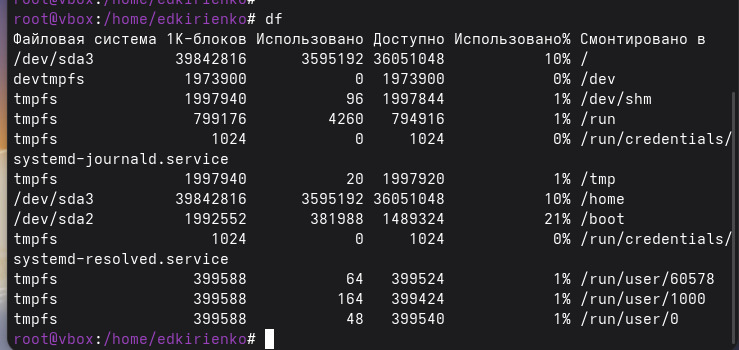 root@vbox:/home/edkirienko#
root@vbox:/home/edkirienko# df
Файловая система 1K-блоков Использовано Доступно Использовано% Смонтировано в
/dev/sda3 39842816 3595192 36051048 10% /
devtmpfs 1973900 0 1973900 0% /dev
tmpfs 1997940 96 1997844 1% /dev/shm
tmpfs 799176 4260 794916 1% /run
tmpfs 1024 0 1024 0% /run/credentials/
systemd-journald.service
tmpfs 1997940 20 1997920 1% /tmp
/dev/sda3 39842816 3595192 36051048 10% /home
/dev/sda2 1992552 381988 1489324 21% /boot
tmpfs 1024 0 1024 0% /run/credentials/
systemd-resolved.service
tmpfs 399588 64 399524 1% /run/user/60578
tmpfs 399588 164 399424 1% /run/user/1000
tmpfs 399588 48 399540 1% /run/user/0
root@vbox:/home/edkirienko#